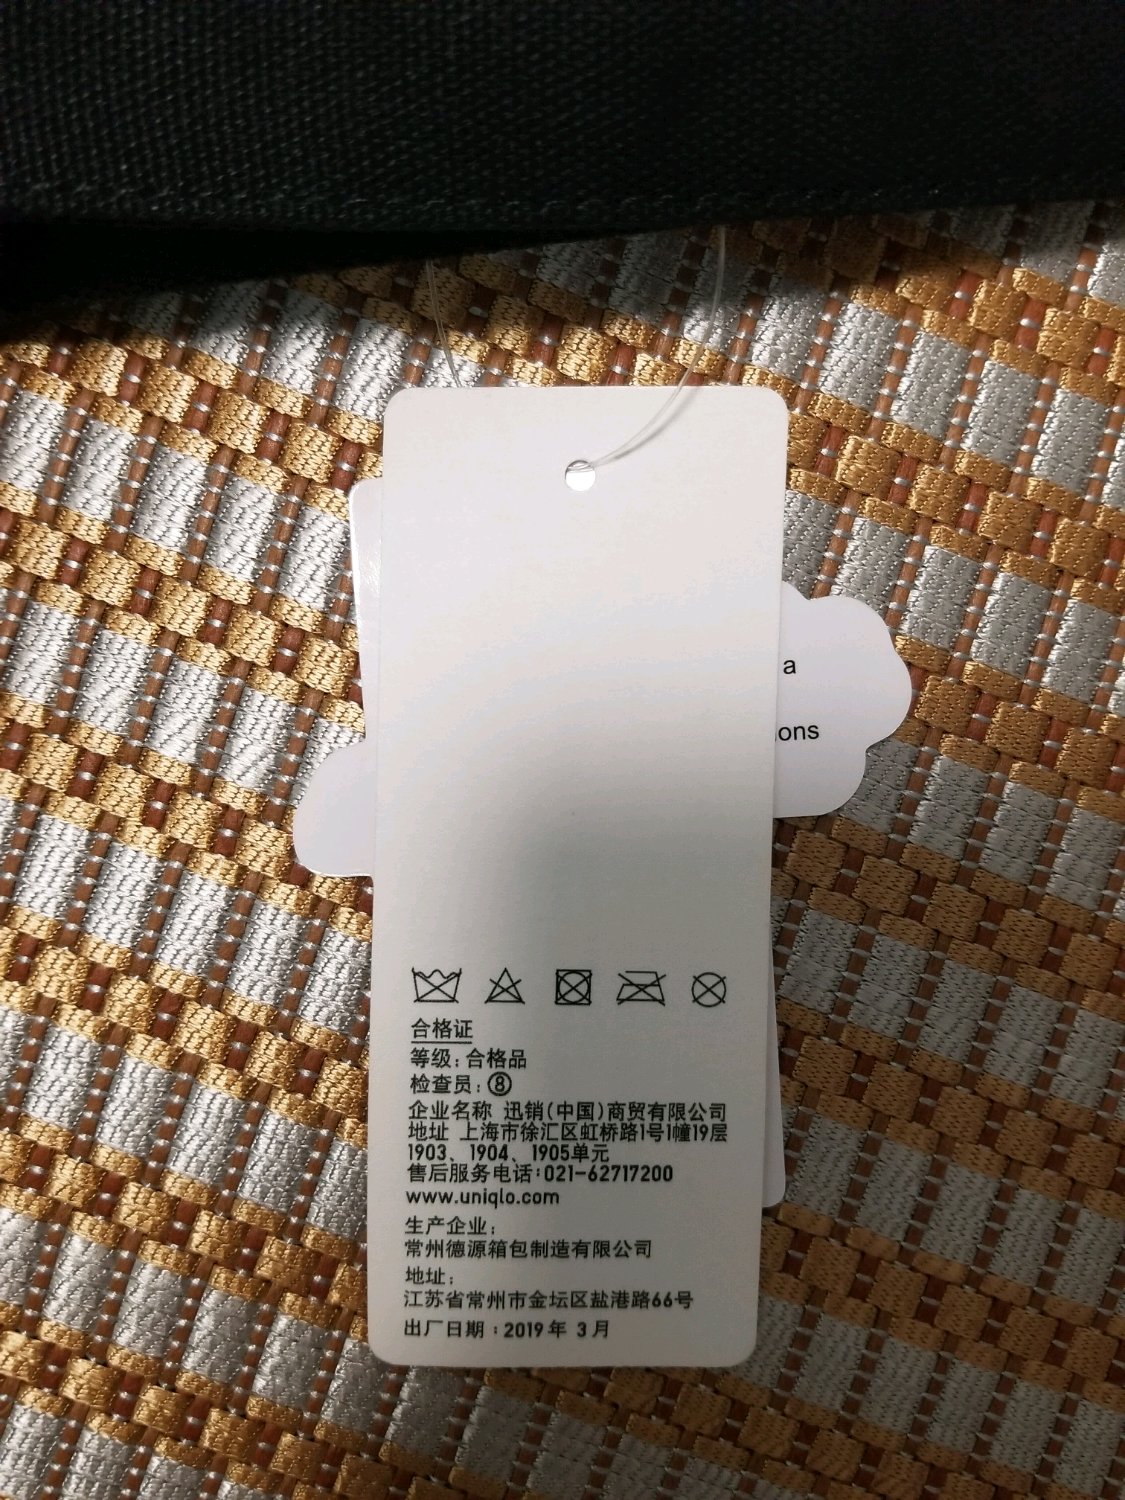 a
ions
合格证
等级：合格品
检查员：⑧
企业名称 迅销(中国)商贸有限公司
地址 上海市徐汇区虹桥路1号1幢19层
1903、1904、1905单元
售后服务电话：021-62717200
www.uniqlo.com
生产企业：
常州德源箱包制造有限公司
地址：
江苏省常州市金坛区盐港路66号
出厂日期：2019年 3月